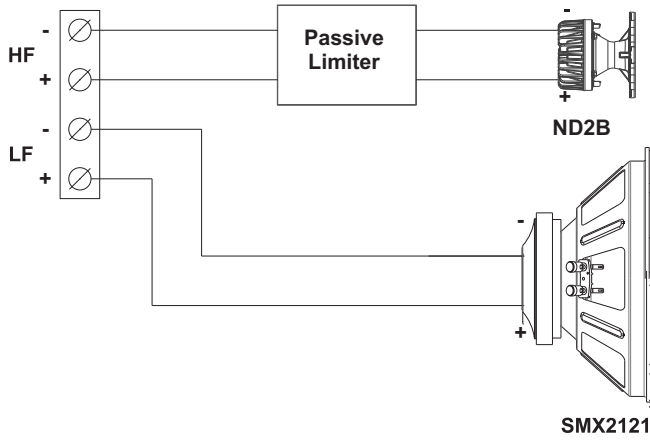 -
HF
+
-
LF
+
Passive
Limiter
-
+
ND2B
-
+
SMX2121